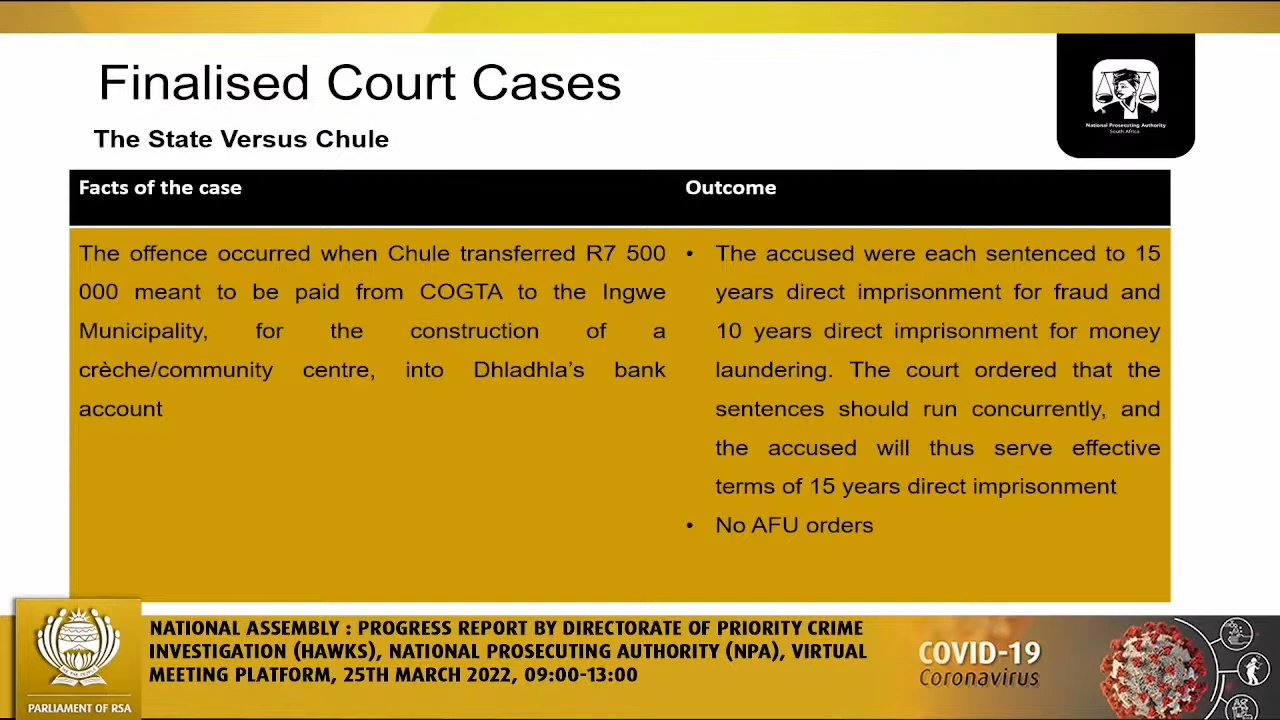 Finalised Court Cases
The State Versus Chule
National Prosecuting Authority
South Africa
Facts of the case
Outcome
The offence occurred when Chule transferred R7 500
000 meant to be paid from COGTA to the Ingwe
Municipality, for the construction of a
crèche/community centre, into Dhladhla’s bank
account
• The accused were each sentenced to 15
years direct imprisonment for fraud and
10 years direct imprisonment for money
laundering. The court ordered that the
sentences should run concurrently, and
the accused will thus serve effective
terms of 15 years direct imprisonment
• No AFU orders
PARLIAMENT OF RSA
NATIONAL ASSEMBLY : PROGRESS REPORT BY DIRECTORATE OF PRIORITY CRIME
INVESTIGATION (HAWKS), NATIONAL PROSECUTING AUTHORITY (NPA), VIRTUAL
MEETING PLATFORM, 25TH MARCH 2022, 09:00-13:00
COVID-19
Coronavirus